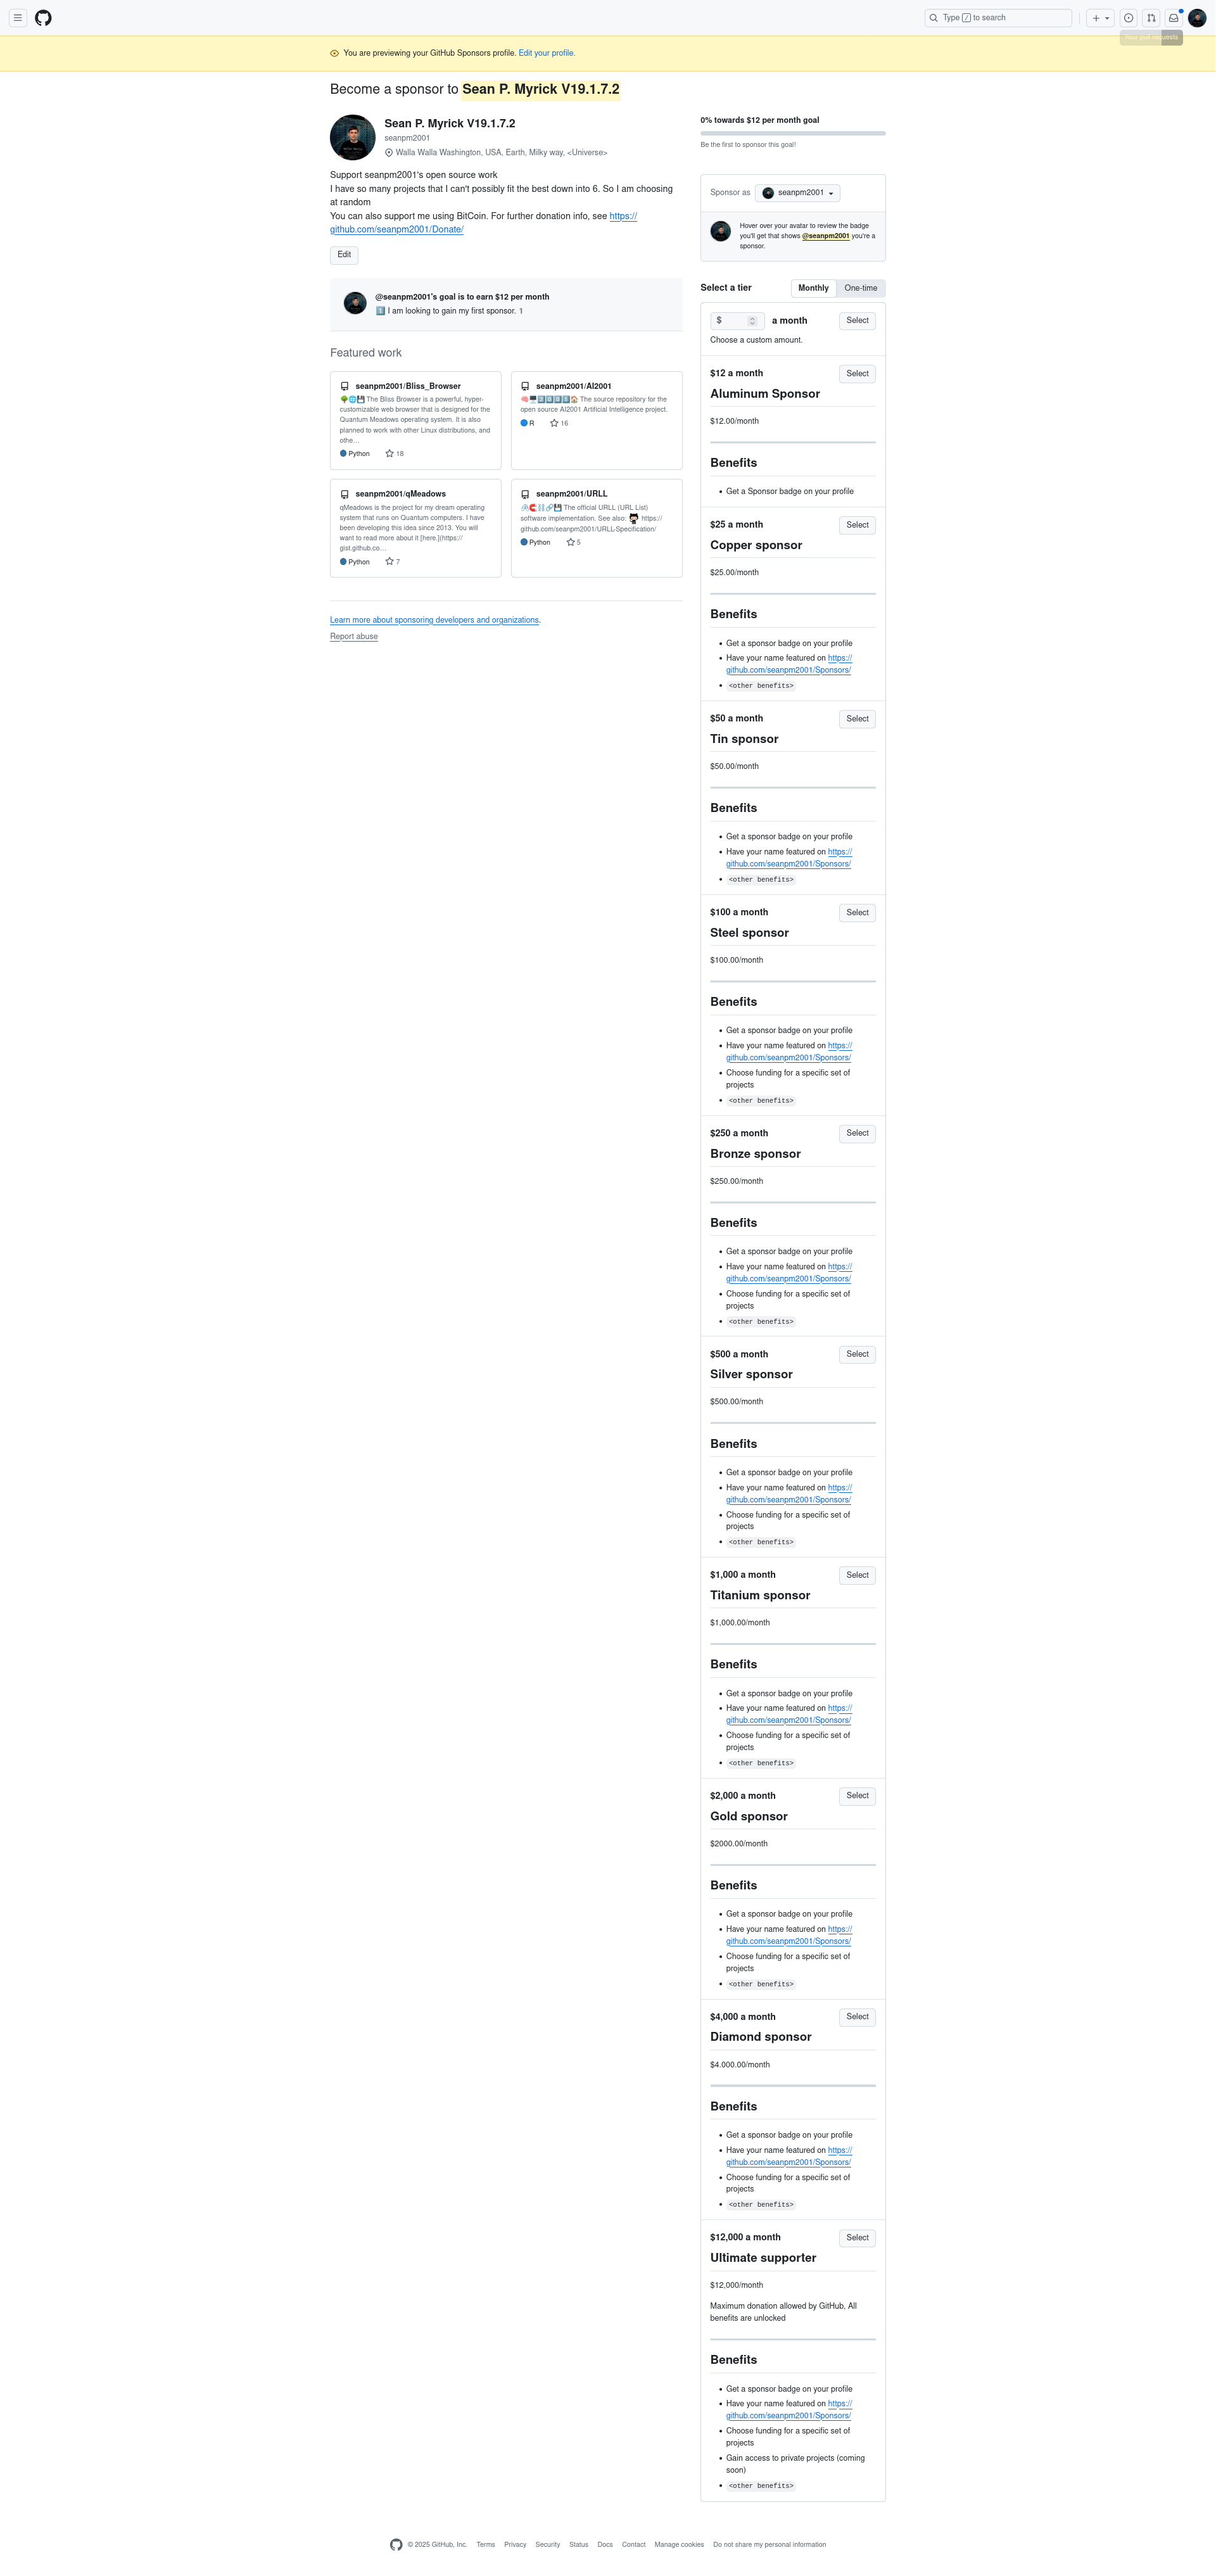 Type / to search
You are previewing your GitHub Sponsors profile. Edit your profile.
Become a sponsor to Sean P. Myrick V19.1.7.2
Sean P. Myrick V19.1.7.2
seanpm2001
Walla Walla Washington, USA, Earth, Milky way, <Universe>
Support seanpm2001's open source work
I have so many projects that I can't possibly fit the best down into 6. So I am choosing
at random
You can also support me using BitCoin. For further donation info, see https://
github.com/seanpm2001/Donate/
Edit
@seanpm2001's goal is to earn $12 per month
1️⃣ I am looking to gain my first sponsor. 1
Featured work
seanpm2001/Bliss_Browser
🌳🌐💾 The Bliss Browser is a powerful, hyper-
customizable web browser that is designed for the
Quantum Meadows operating system. It is also
planned to work with other Linux distributions, and
othe…
Python 18
seanpm2001/AI2001
🧠🖥️2️⃣0️⃣0️⃣1️⃣🏠 The source repository for the
open source AI2001 Artificial Intelligence project.
R 16
seanpm2001/qMeadows
qMeadows is the project for my dream operating
system that runs on Quantum computers. I have
been developing this idea since 2013. You will
want to read more about it [here.](https://
gist.github.co…
Python 7
seanpm2001/URLL
The official URLL (URL List)
software implementation. See also: https://
github.com/seanpm2001/URLL-Specification/
Python 5
Learn more about sponsoring developers and organizations.
Report abuse
0% towards $12 per month goal
Be the first to sponsor this goal!
Sponsor as seanpm2001
Hover over your avatar to review the badge
you'll get that shows @seanpm2001 you're a
sponsor.
Select a tier Monthly One-time
$ a month Select
Choose a custom amount.
$12 a month Select
Aluminum Sponsor
$12.00/month
Benefits
• Get a Sponsor badge on your profile
$25 a month Select
Copper sponsor
$25.00/month
Benefits
• Get a sponsor badge on your profile
• Have your name featured on https://
github.com/seanpm2001/Sponsors/
• <other benefits>
$50 a month Select
Tin sponsor
$50.00/month
Benefits
• Get a sponsor badge on your profile
• Have your name featured on https://
github.com/seanpm2001/Sponsors/
• <other benefits>
$100 a month Select
Steel sponsor
$100.00/month
Benefits
• Get a sponsor badge on your profile
• Have your name featured on https://
github.com/seanpm2001/Sponsors/
• Choose funding for a specific set of
projects
• <other benefits>
$250 a month Select
Bronze sponsor
$250.00/month
Benefits
• Get a sponsor badge on your profile
• Have your name featured on https://
github.com/seanpm2001/Sponsors/
• Choose funding for a specific set of
projects
• <other benefits>
$500 a month Select
Silver sponsor
$500.00/month
Benefits
• Get a sponsor badge on your profile
• Have your name featured on https://
github.com/seanpm2001/Sponsors/
• Choose funding for a specific set of
projects
• <other benefits>
$1,000 a month Select
Titanium sponsor
$1,000.00/month
Benefits
• Get a sponsor badge on your profile
• Have your name featured on https://
github.com/seanpm2001/Sponsors/
• Choose funding for a specific set of
projects
• <other benefits>
$2,000 a month Select
Gold sponsor
$2000.00/month
Benefits
• Get a sponsor badge on your profile
• Have your name featured on https://
github.com/seanpm2001/Sponsors/
• Choose funding for a specific set of
projects
• <other benefits>
$4,000 a month Select
Diamond sponsor
$4.000.00/month
Benefits
• Get a sponsor badge on your profile
• Have your name featured on https://
github.com/seanpm2001/Sponsors/
• Choose funding for a specific set of
projects
• <other benefits>
$12,000 a month Select
Ultimate supporter
$12,000/month
Maximum donation allowed by GitHub, All
benefits are unlocked
Benefits
• Get a sponsor badge on your profile
• Have your name featured on https://
github.com/seanpm2001/Sponsors/
• Choose funding for a specific set of
projects
• Gain access to private projects (coming
soon)
• <other benefits>
© 2025 GitHub, Inc. Terms Privacy Security Status Docs Contact Manage cookies Do not share my personal information